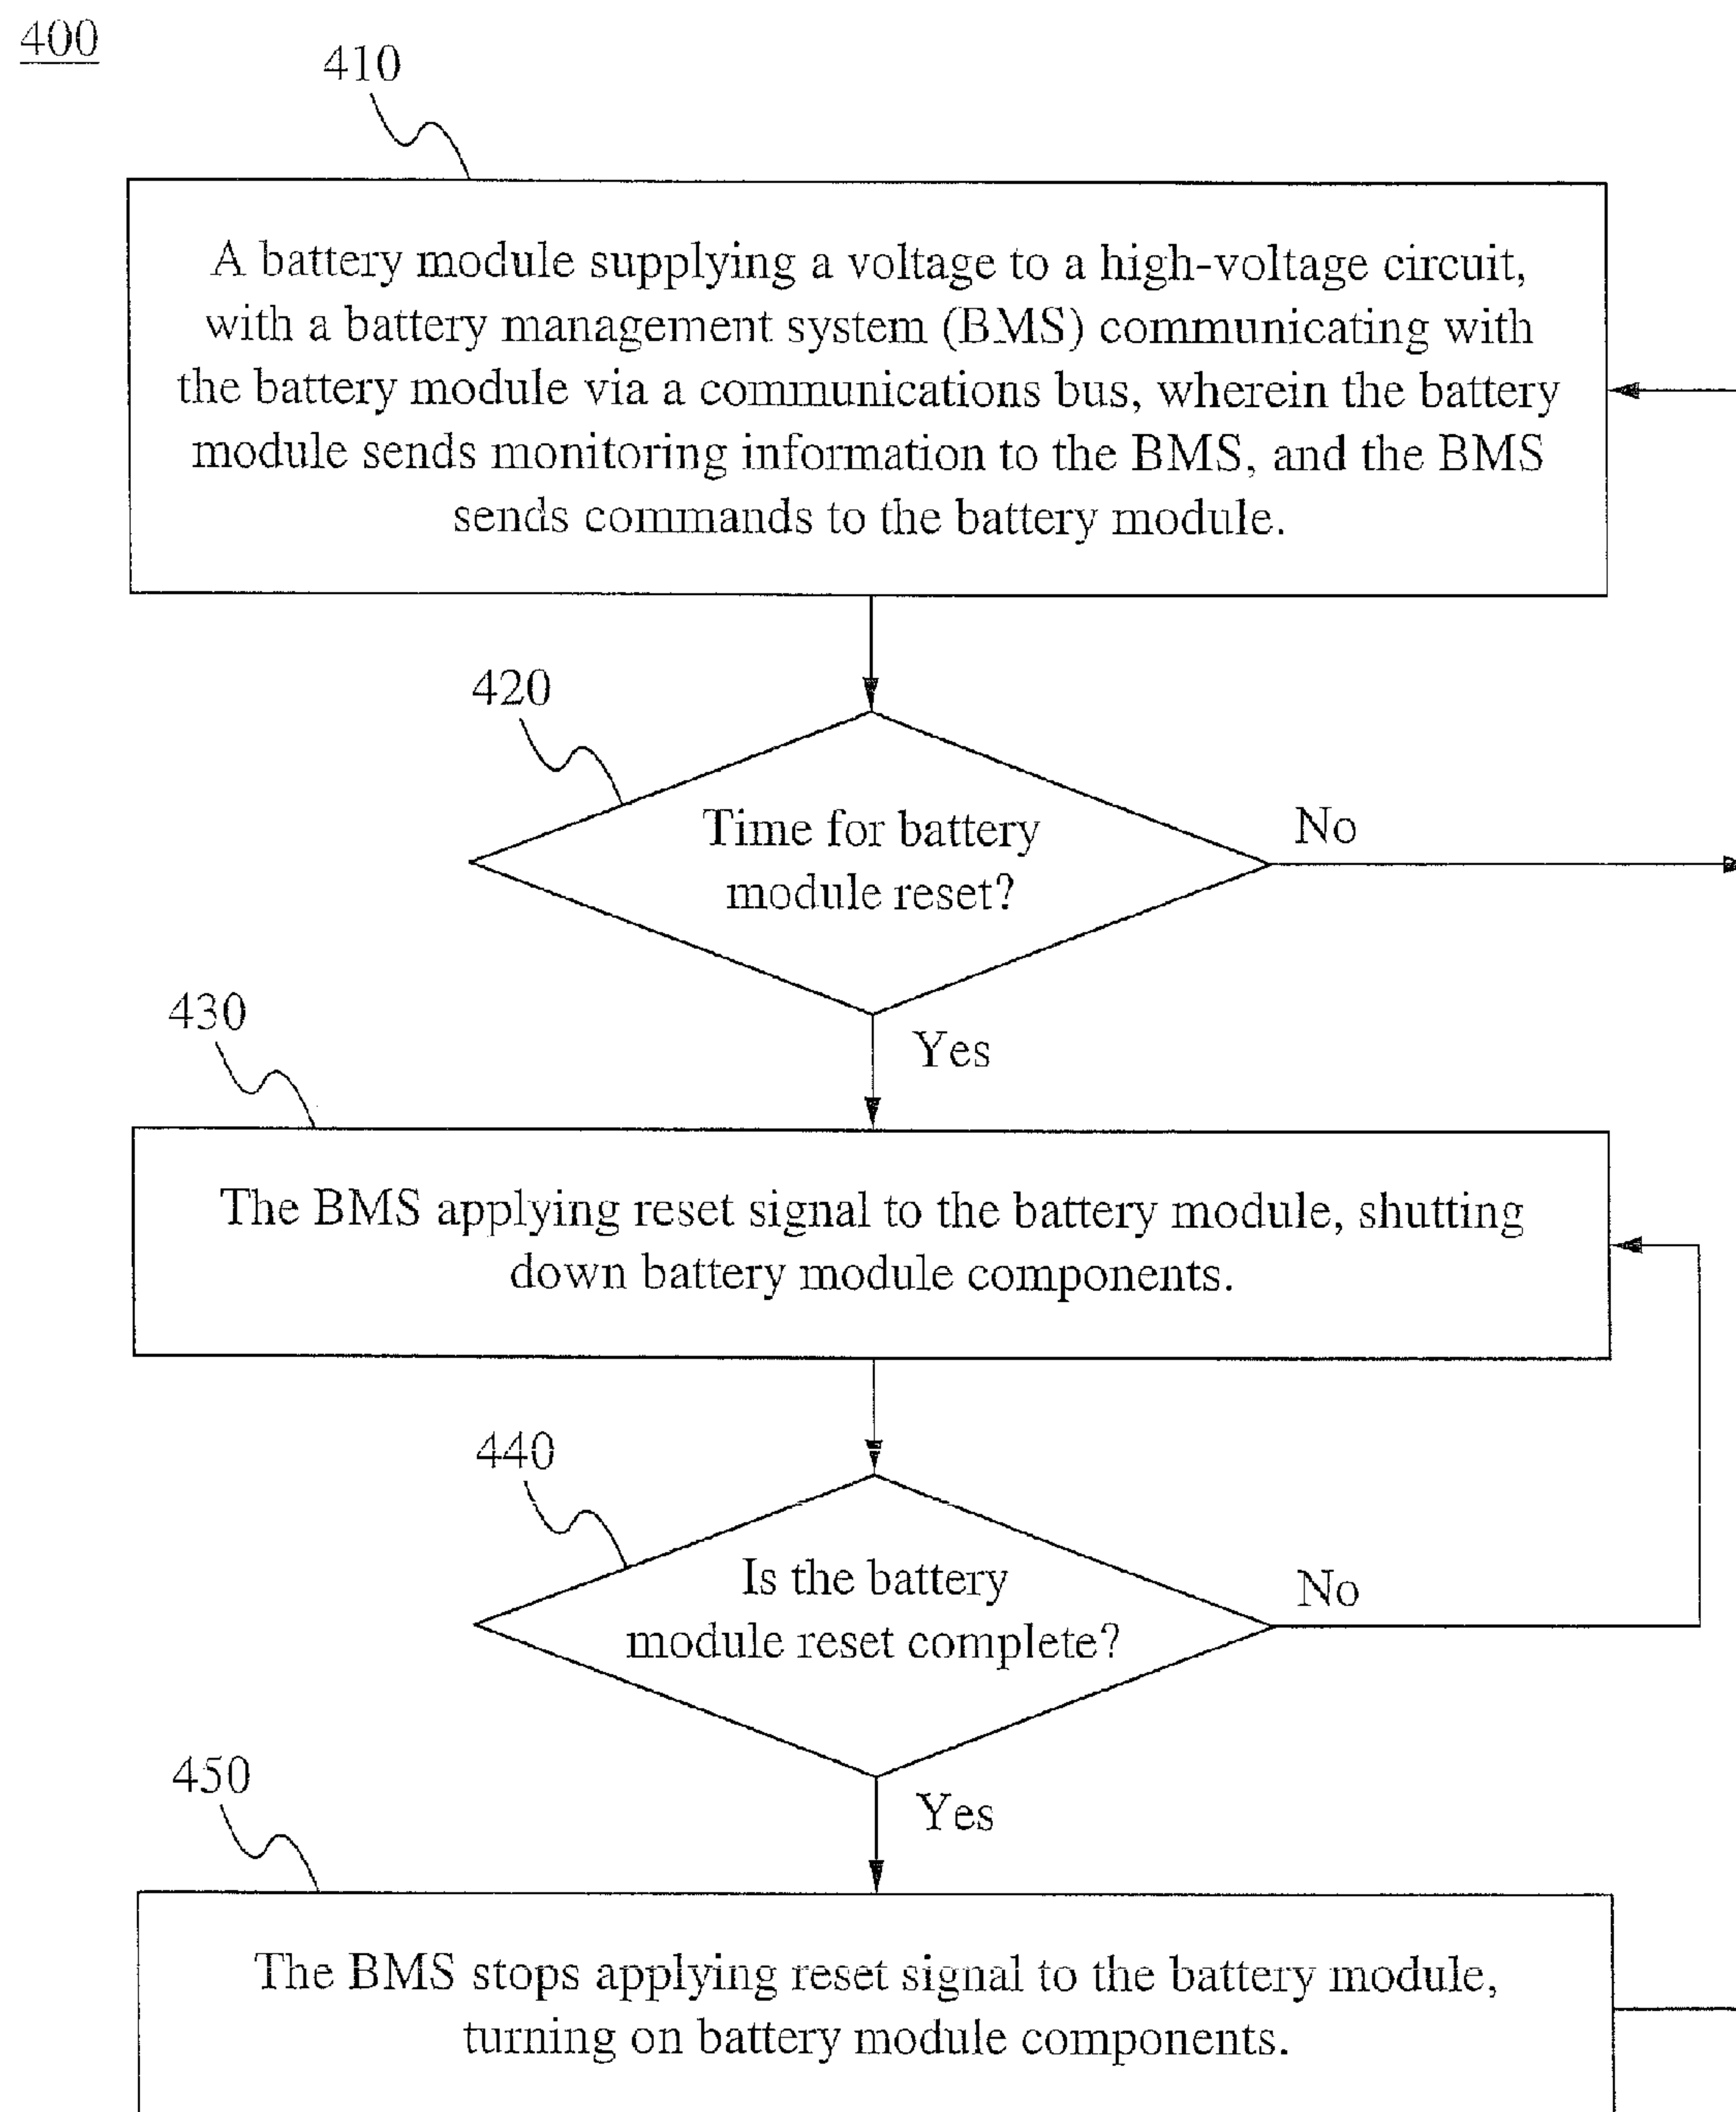 400
410
A battery module supplying a voltage to a high-voltage circuit,
with a battery management system (BMS) communicating with
the battery module via a communications bus, wherein the battery
module sends monitoring information to the BMS, and the BMS
sends commands to the battery module.
420
Time for battery
module reset?
No
Yes
430
The BMS applying reset signal to the battery module, shutting
down battery module components.
440
Is the battery
module reset complete?
No
Yes
450
The BMS stops applying reset signal to the battery module,
turning on battery module components.